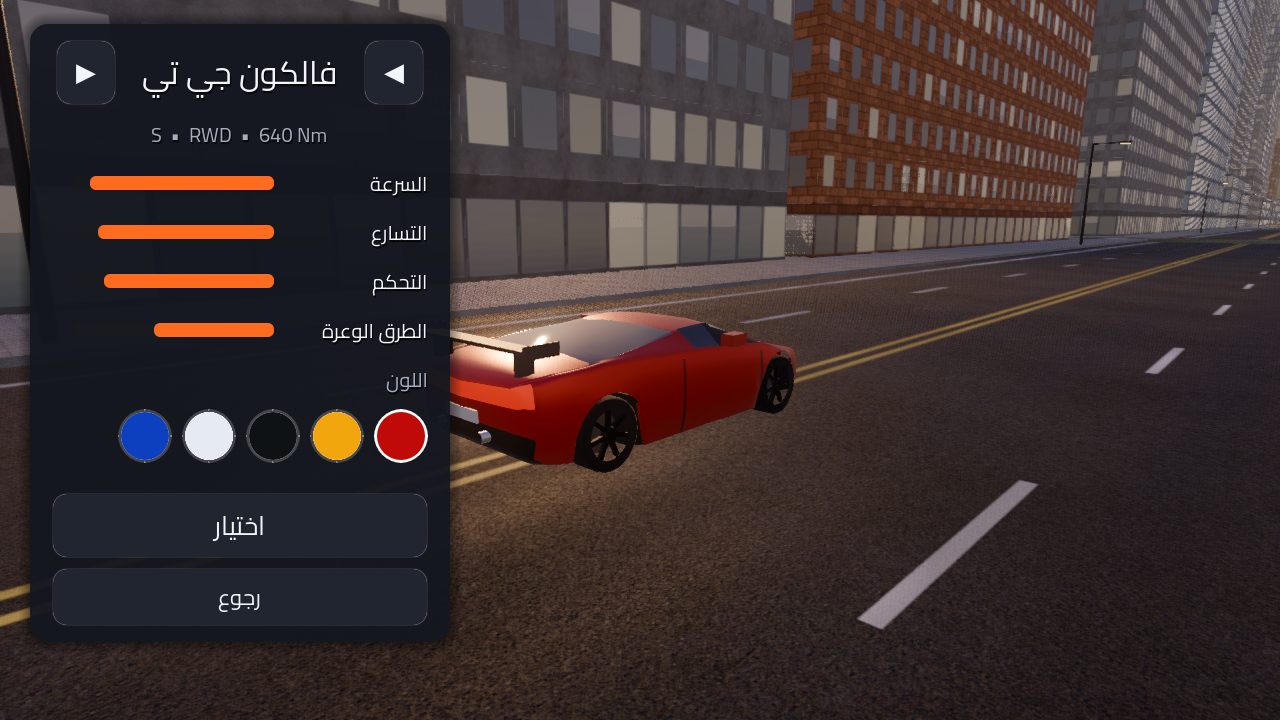 فالكون جي تي
S ▪ RWD ▪ 640 Nm
السرعة
التسارع
التحكم
الطرق الوعرة
اللون
اختيار
رجوع